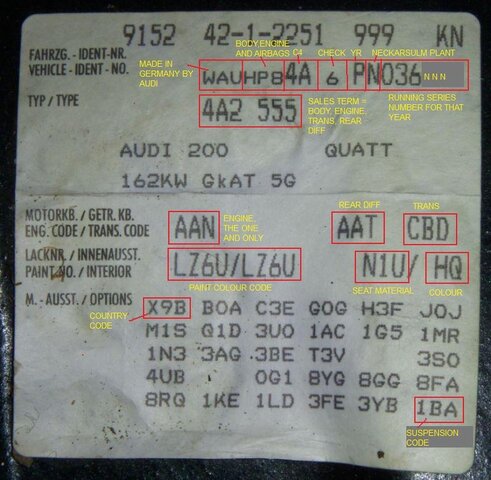 9152 42-1-2251 999 KN
BODY,ENGINE AND AIRBAGS C4 CHECK YR NECKARSULM PLANT
MADE IN GERMANY BY AUDI
FAHRZG. - IDENT-NR.
VEHICLE - IDENT - NO. WAUHP8 4A 6 P N036 N N N
TYP / TYPE 4A2 555
SALES TERM = BODY, ENGINE, TRANS, REAR DIFF
RUNNING SERIES NUMBER FOR THAT YEAR
AUDI 200 QUATT
162KW GkAT 5G
REAR DIFF TRANS
MOTORKB. / GETR. KB.
ENG. CODE / TRANS. CODE AAN AAT CBD
ENGINE, THE ONE AND ONLY
LACKNR. / INNENAUSST.
PAINT NO. / INTERIOR LZ6U/LZ6U N1U/ HQ
PAINT COLOUR CODE SEAT MATERIAL COLOUR
M. - AUSST. / OPTIONS X9B B0A C3E G0G H3F J0J
COUNTRY CODE
M1S Q1D 3U0 1AC 1G5 1MR
1N3 3AG 3BE T3V 3S0
4UB 0G1 8YG 8GG 8FA
8RQ 1KE 1LD 3FE 3YB 1BA
SUSPENSION CODE